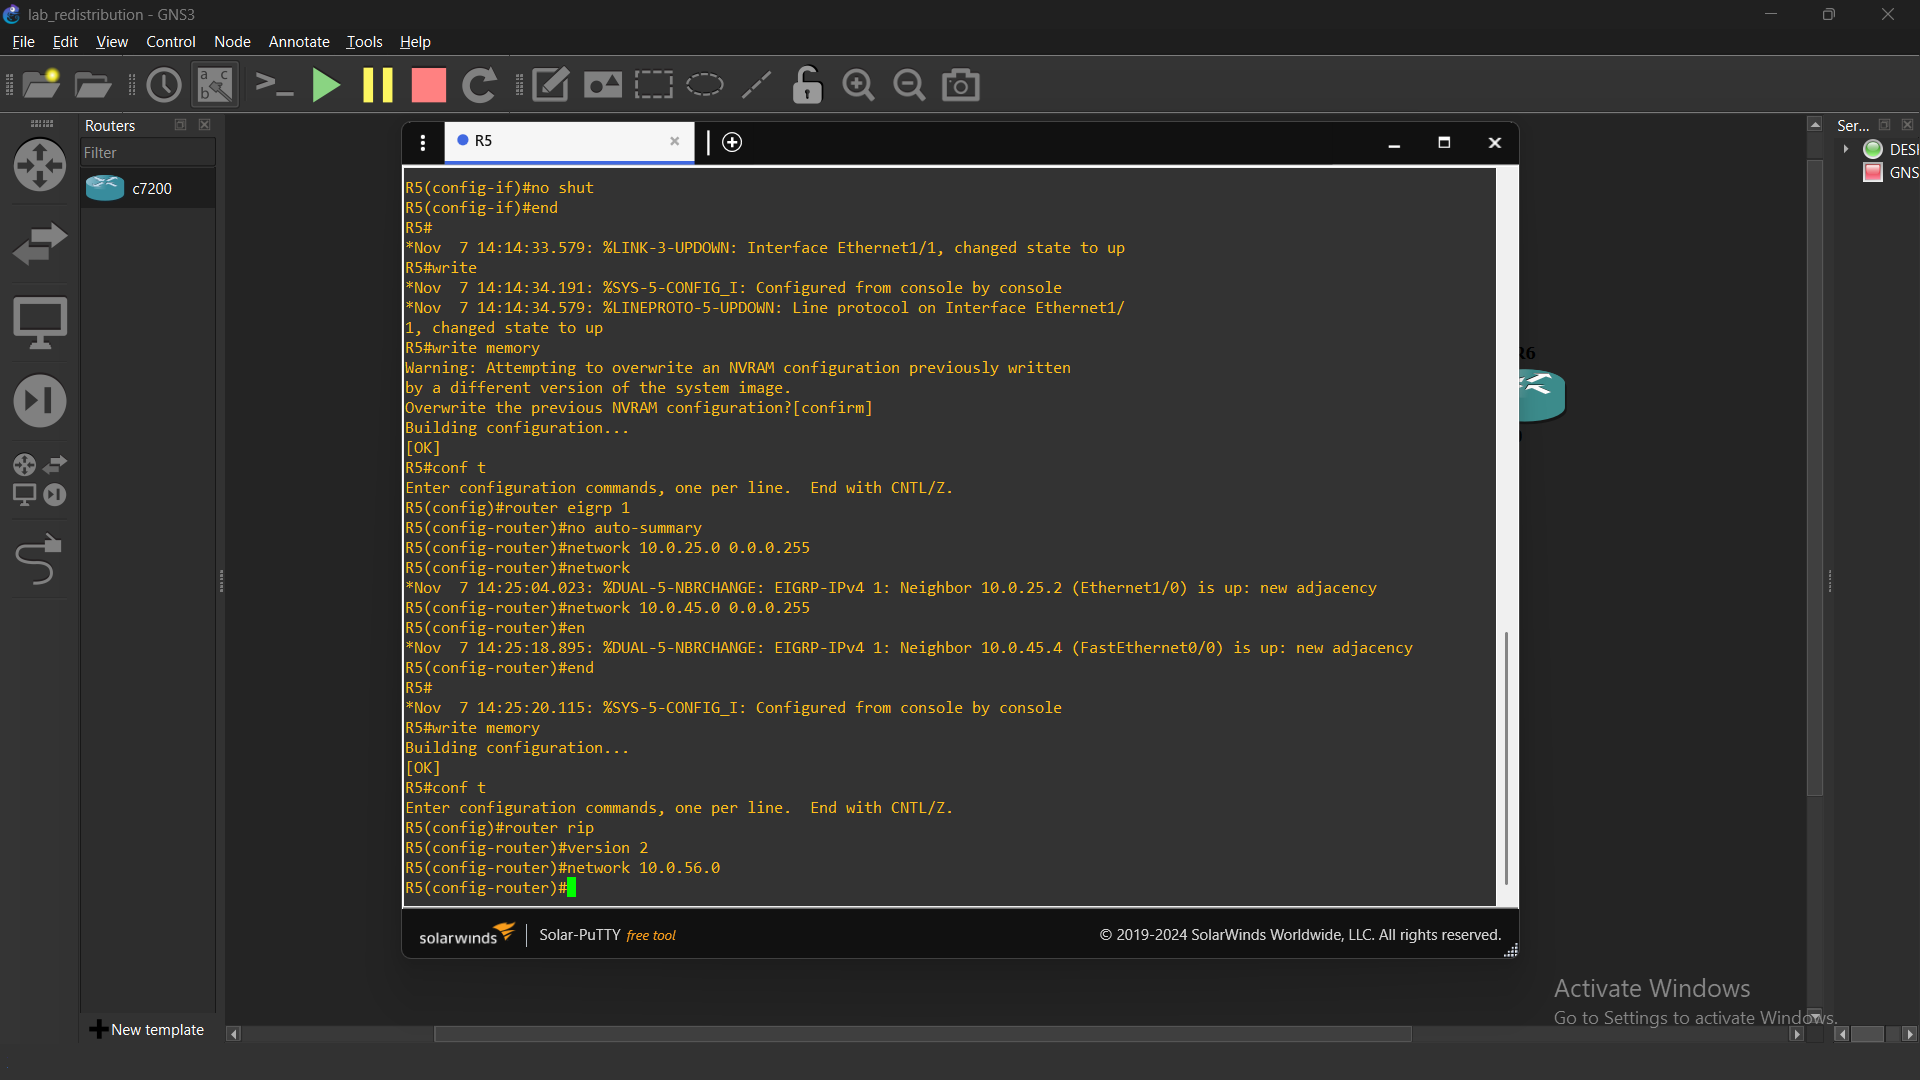 lab_redistribution - GNS3
File Edit View Control Node Annotate Tools Help
Routers
Filter
c7200
New template
R5
R5(config-if)#no shut
R5(config-if)#end
R5#
*Nov  7 14:14:33.579: %LINK-3-UPDOWN: Interface Ethernet1/1, changed state to up
R5#write
*Nov  7 14:14:34.191: %SYS-5-CONFIG_I: Configured from console by console
*Nov  7 14:14:34.579: %LINEPROTO-5-UPDOWN: Line protocol on Interface Ethernet1/
1, changed state to up
R5#write memory
Warning: Attempting to overwrite an NVRAM configuration previously written
by a different version of the system image.
Overwrite the previous NVRAM configuration?[confirm]
Building configuration...
[OK]
R5#conf t
Enter configuration commands, one per line.  End with CNTL/Z.
R5(config)#router eigrp 1
R5(config-router)#no auto-summary
R5(config-router)#network 10.0.25.0 0.0.0.255
R5(config-router)#network
*Nov  7 14:25:04.023: %DUAL-5-NBRCHANGE: EIGRP-IPv4 1: Neighbor 10.0.25.2 (Ethernet1/0) is up: new adjacency
R5(config-router)#network 10.0.45.0 0.0.0.255
R5(config-router)#en
*Nov  7 14:25:18.895: %DUAL-5-NBRCHANGE: EIGRP-IPv4 1: Neighbor 10.0.45.4 (FastEthernet0/0) is up: new adjacency
R5(config-router)#end
R5#
*Nov  7 14:25:20.115: %SYS-5-CONFIG_I: Configured from console by console
R5#write memory
Building configuration...
[OK]
R5#conf t
Enter configuration commands, one per line.  End with CNTL/Z.
R5(config)#router rip
R5(config-router)#version 2
R5(config-router)#network 10.0.56.0
R5(config-router)#
solarwinds
Solar-PuTTY free tool
© 2019-2024 SolarWinds Worldwide, LLC. All rights reserved.
R6
Ser...
DESI
GNS
Activate Windows
Go to Settings to activate Windows.